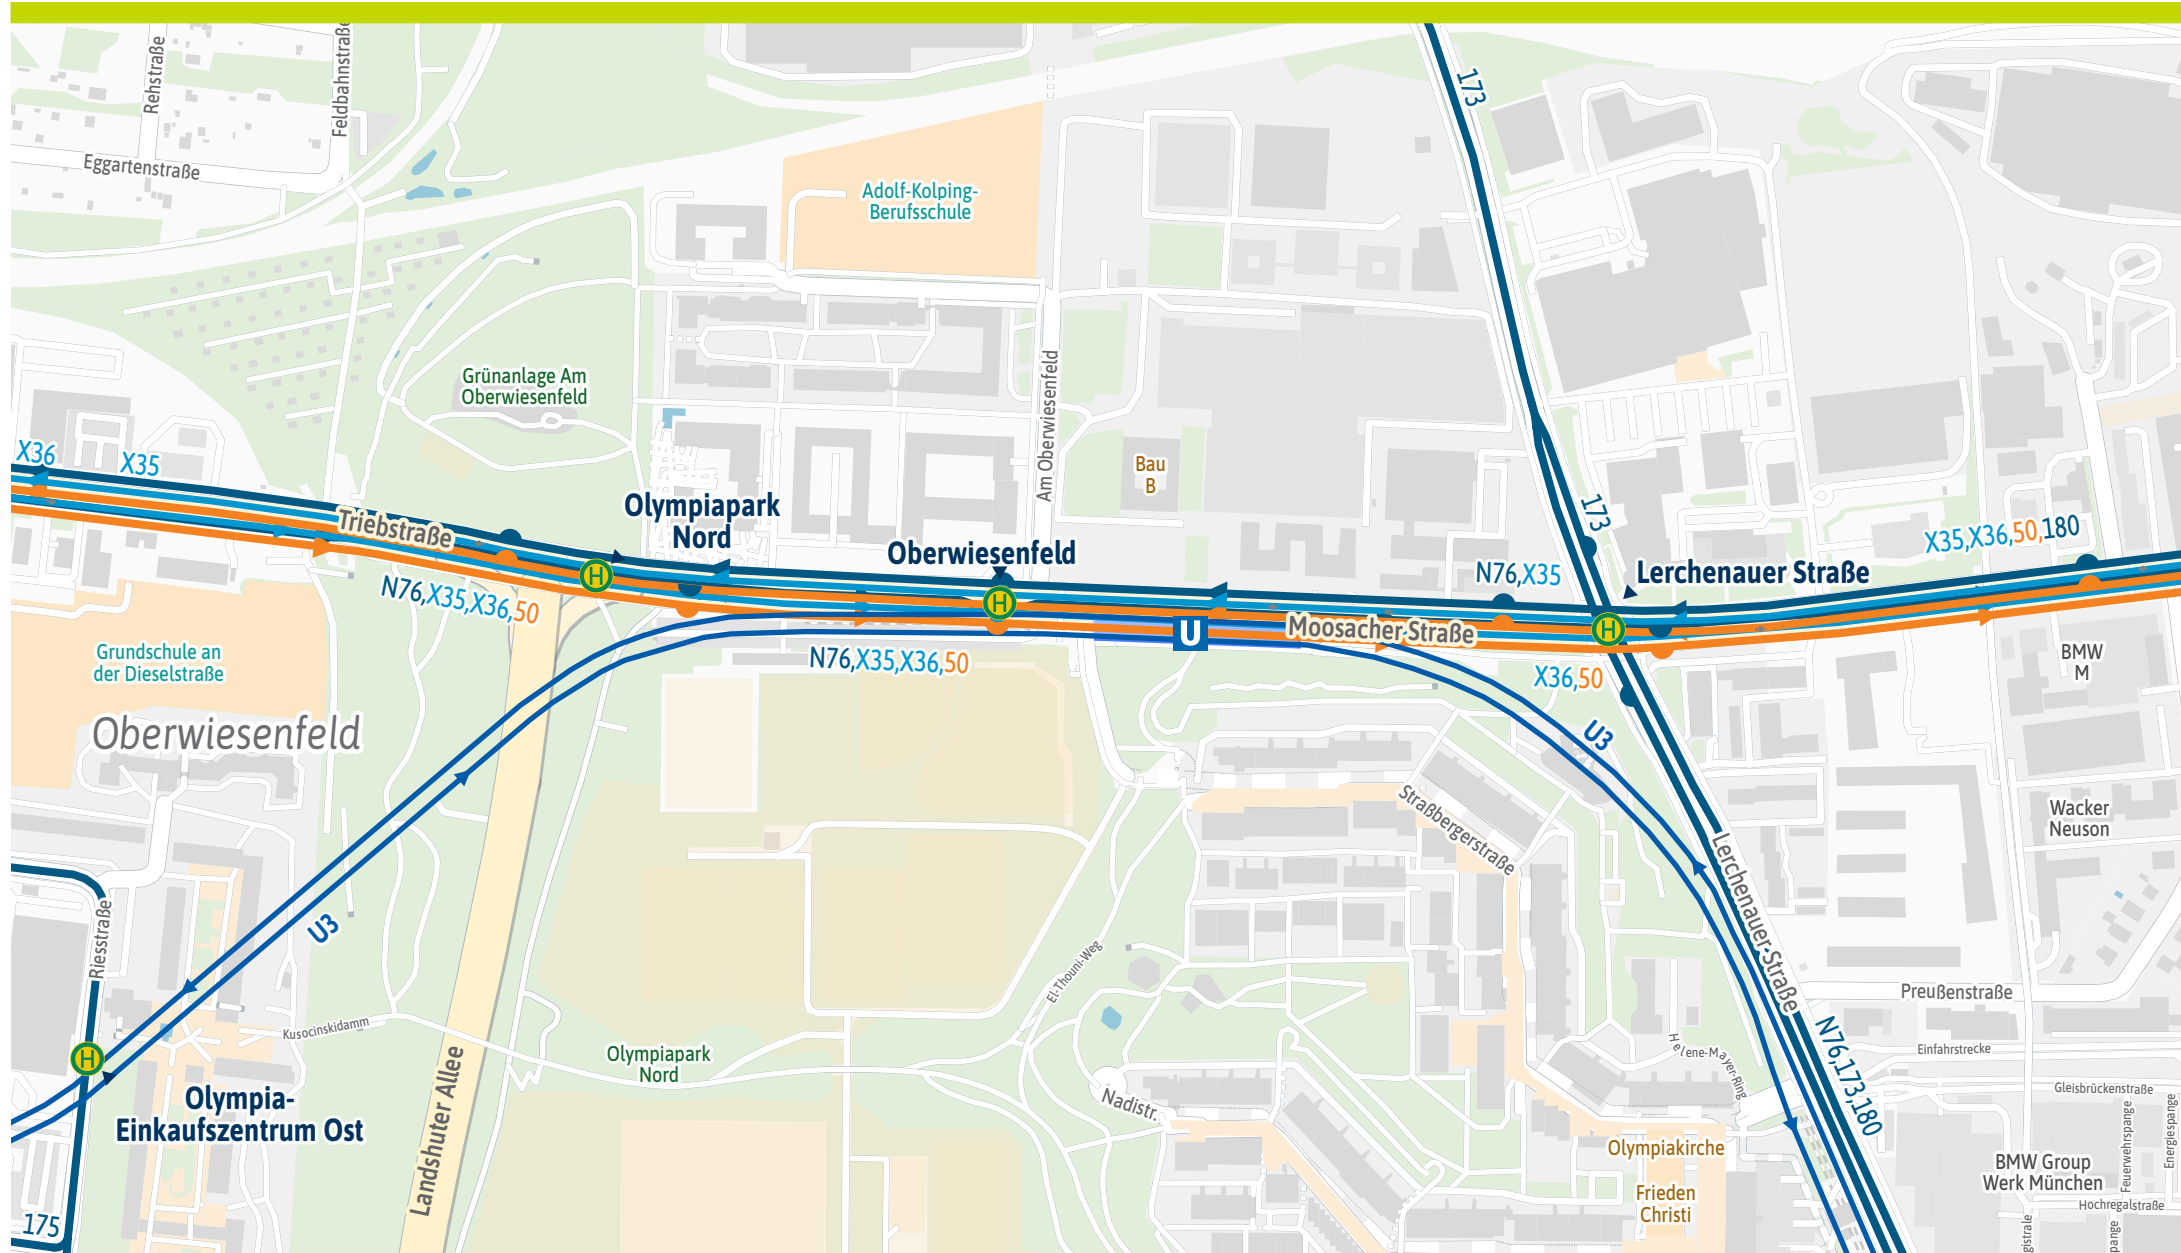 Rehstraße
Feldbahnstraße
Eggartenstraße
173
Adolf-Kolping-
Berufsschule
Grünanlage Am
Oberwiesenfeld
Am Oberwiesenfeld
X36
X35
Bau
B
Triebstraße
Olympiapark
Nord
Oberwiesenfeld
173
N76,X35
Lerchenauer Straße
X35,X36,50,180
N76,X35,X36,50
H
H
U
H
Moosacher Straße
N76,X35,X36,50
X36,50
Grundschule an
der Dieselstraße
BMW
M
Oberwiesenfeld
U3
Straßbergerstraße
Wacker
Neuson
Lerchenauer Straße
U3
Riesstraße
El-Thouni-Weg
Preußenstraße
Kusocinskidamm
H
Olympiapark
Nord
Helene-Mayer-Ring
N76,173,180
Einfahrstrecke
Gleisbrückenstraße
Olympia-
Einkaufszentrum Ost
Landshuter Allee
Nadistr.
Olympiakirche
BMW Group
Werk München
Feuerwehrspange
Energiespange
Frieden
Christi
Hochregalstraße
175
gistrale
pange